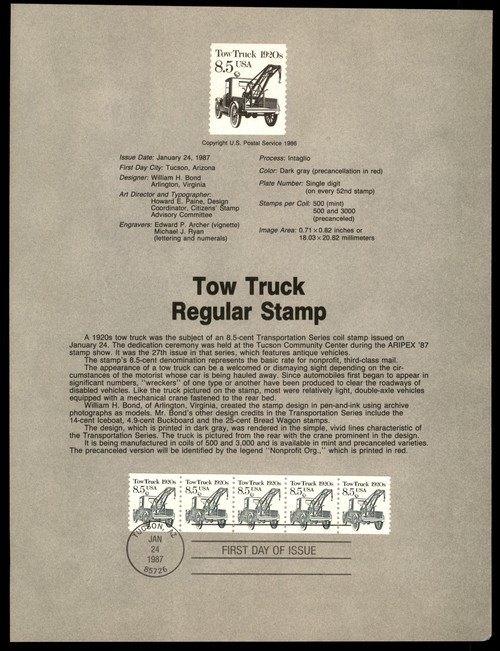 Tow Truck 1920s
8.5 USA
Copyright U.S. Postal Service 1986
Issue Date: January 24, 1987
First Day City: Tucson, Arizona
Designer: William H. Bond
Arlington, Virginia
Art Director and Typographer:
Howard E. Paine, Design
Coordinator, Citizens' Stamp
Advisory Committee
Engravers: Edward P. Archer (vignette)
Michael J. Ryan
(lettering and numerals)
Process: Intaglio
Color: Dark gray (precancellation in red)
Plate Number: Single digit
(on every 52nd stamp)
Stamps per Coil: 500 (mint)
500 and 3000
(precanceled)
Image Area: 0.71 × 0.82 inches or
18.03 × 20.82 millimeters
Tow Truck
Regular Stamp
A 1920s tow truck was the subject of an 8.5-cent Transportation Series coil stamp issued on
January 24. The dedication ceremony was held at the Tucson Community Center during the ARIPEX '87
stamp show. It was the 27th issue in that series, which features antique vehicles.
The stamp's 8.5-cent denomination represents the basic rate for nonprofit, third-class mail.
The appearance of a tow truck can be a welcomed or dismaying sight depending on the cir-
cumstances of the motorist whose car is being hauled away. Since automobiles first began to appear in
significant numbers, "wreckers" of one type or another have been produced to clear the roadways of
disabled vehicles. Like the truck pictured on the stamp, most were relatively light, double-axle vehicles
equipped with a mechanical crane fastened to the rear bed.
William H. Bond, of Arlington, Virginia, created the stamp design in pen-and-ink using archive
photographs as models. Mr. Bond's other design credits in the Transportation Series include the
14-cent Iceboat, 4.9-cent Buckboard and the 25-cent Bread Wagon stamps.
The design, which is printed in dark gray, was rendered in the simple, vivid lines characteristic of
the Transportation Series. The truck is pictured from the rear with the crane prominent in the design.
It is being manufactured in coils of 500 and 3,000 and is available in mint and precanceled varieties.
The precanceled version will be identified by the legend "Nonprofit Org.," which is printed in red.
Tow Truck 1920s Tow Truck 1920s Tow Truck 1920s Tow Truck 1920s Tow Truck 1920s
8.5 USA 8.5 USA 8.5 USA 8.5 USA 8.5 USA
TUCSON, AZ
JAN
24
1987
85726
FIRST DAY OF ISSUE